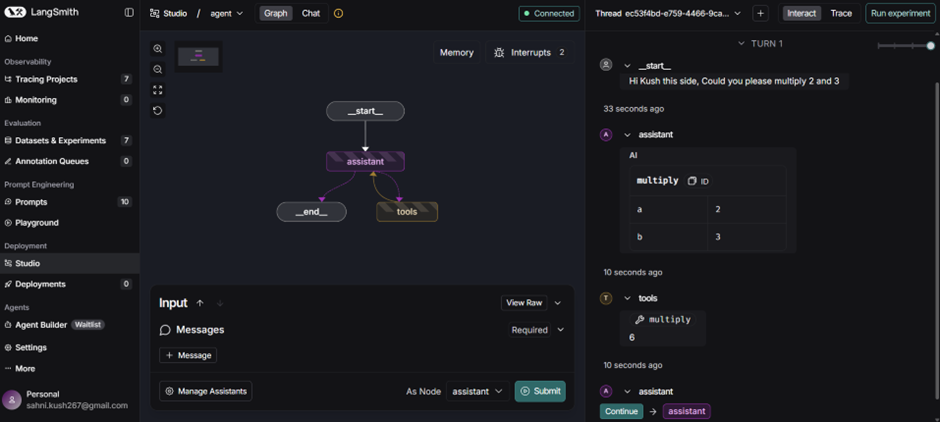 LangSmith
Home
Observability
Tracing Projects 7
Monitoring 0
Evaluation
Datasets & Experiments 7
Annotation Queues 0
Prompt Engineering
Prompts 10
Playground
Deployment
Studio
Deployments 0
Agents
Agent Builder Waitlist
Settings
More
Personal
sahni.kush267@gmail.com
Studio / agent Graph Chat Connected
Memory Interrupts 2
__start__
assistant
__end__ tools
Input View Raw
Messages Required
+ Message
Manage Assistants As Node assistant Submit
Thread ec53f4bd-e759-4466-9ca... + Interact Trace Run experiment
TURN 1
__start__
Hi Kush this side, Could you please multiply 2 and 3
33 seconds ago
A assistant
AI
multiply ID
a 2
b 3
10 seconds ago
T tools
multiply
6
10 seconds ago
A assistant
Continue → assistant